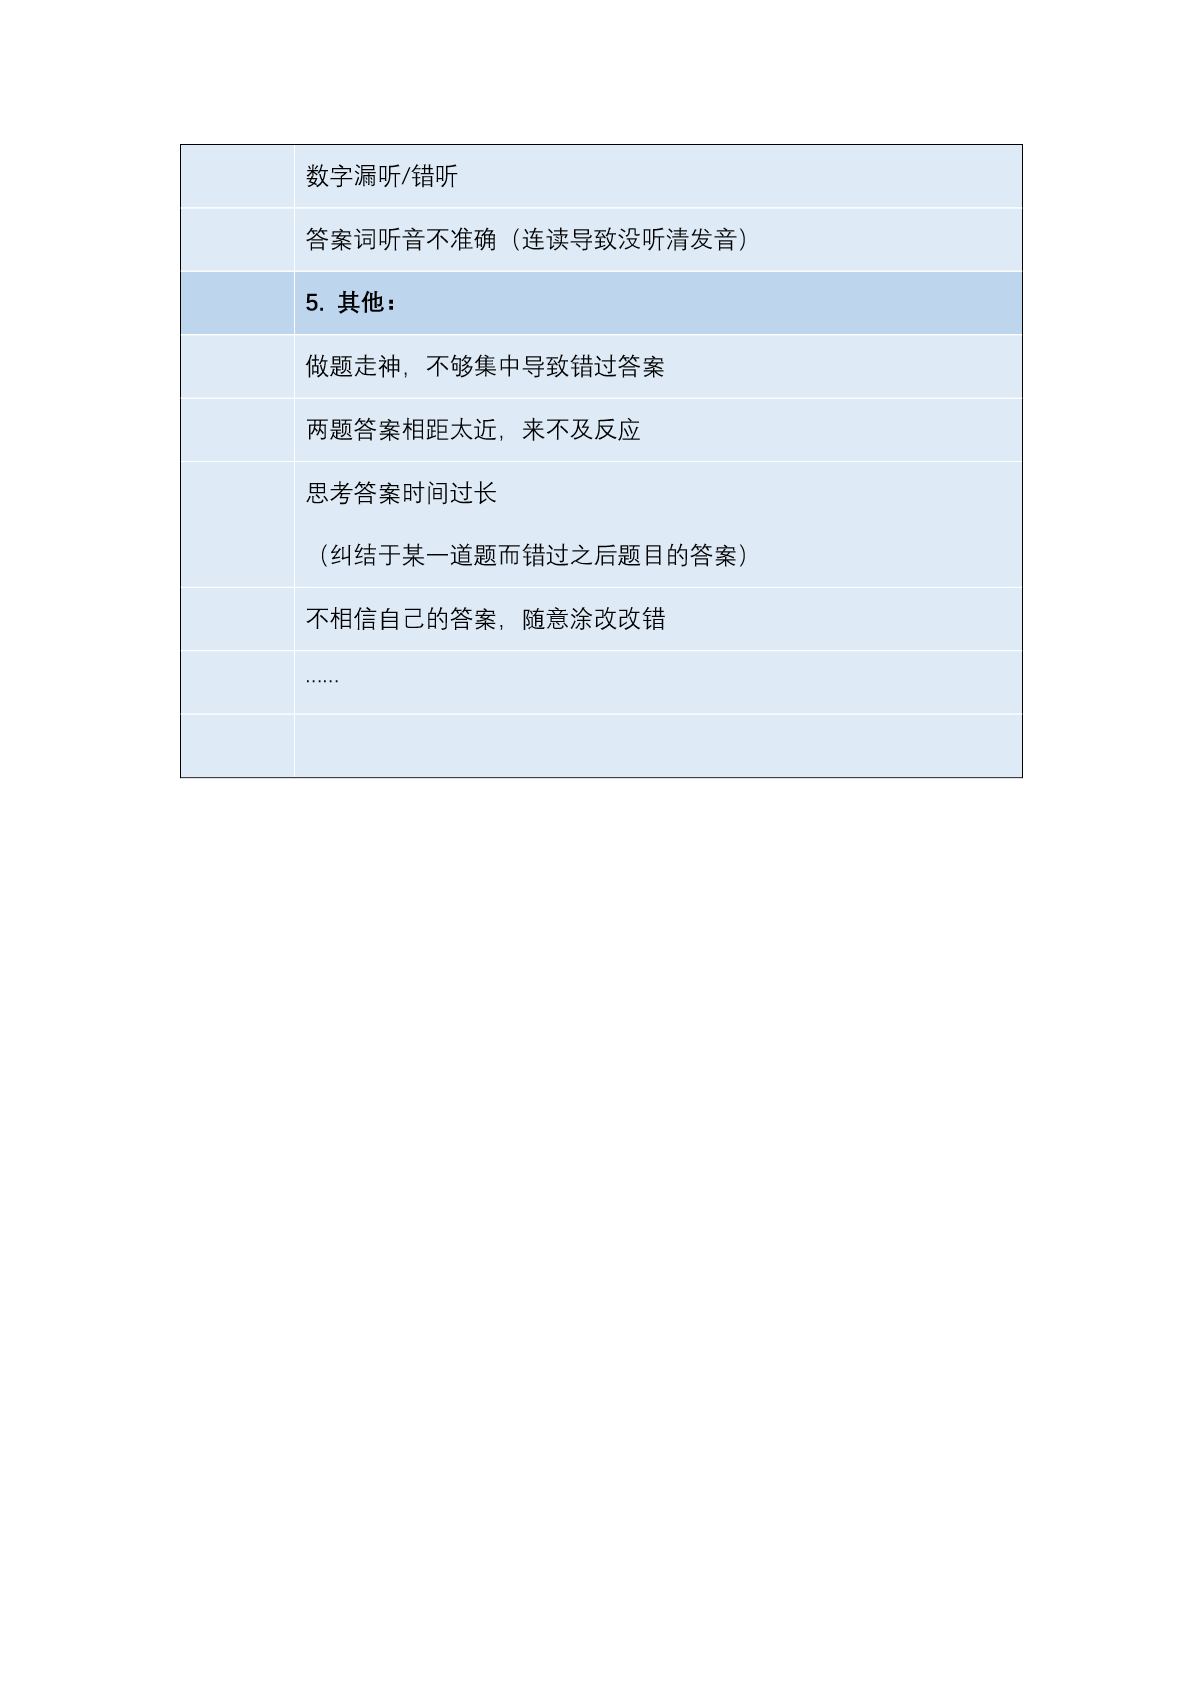 数字漏听/错听
答案词听音不准确（连读导致没听清发音）
5. 其他：
做题走神，不够集中导致错过答案
两题答案相距太近，来不及反应
思考答案时间过长
（纠结于某一道题而错过之后题目的答案）
不相信自己的答案，随意涂改改错
……